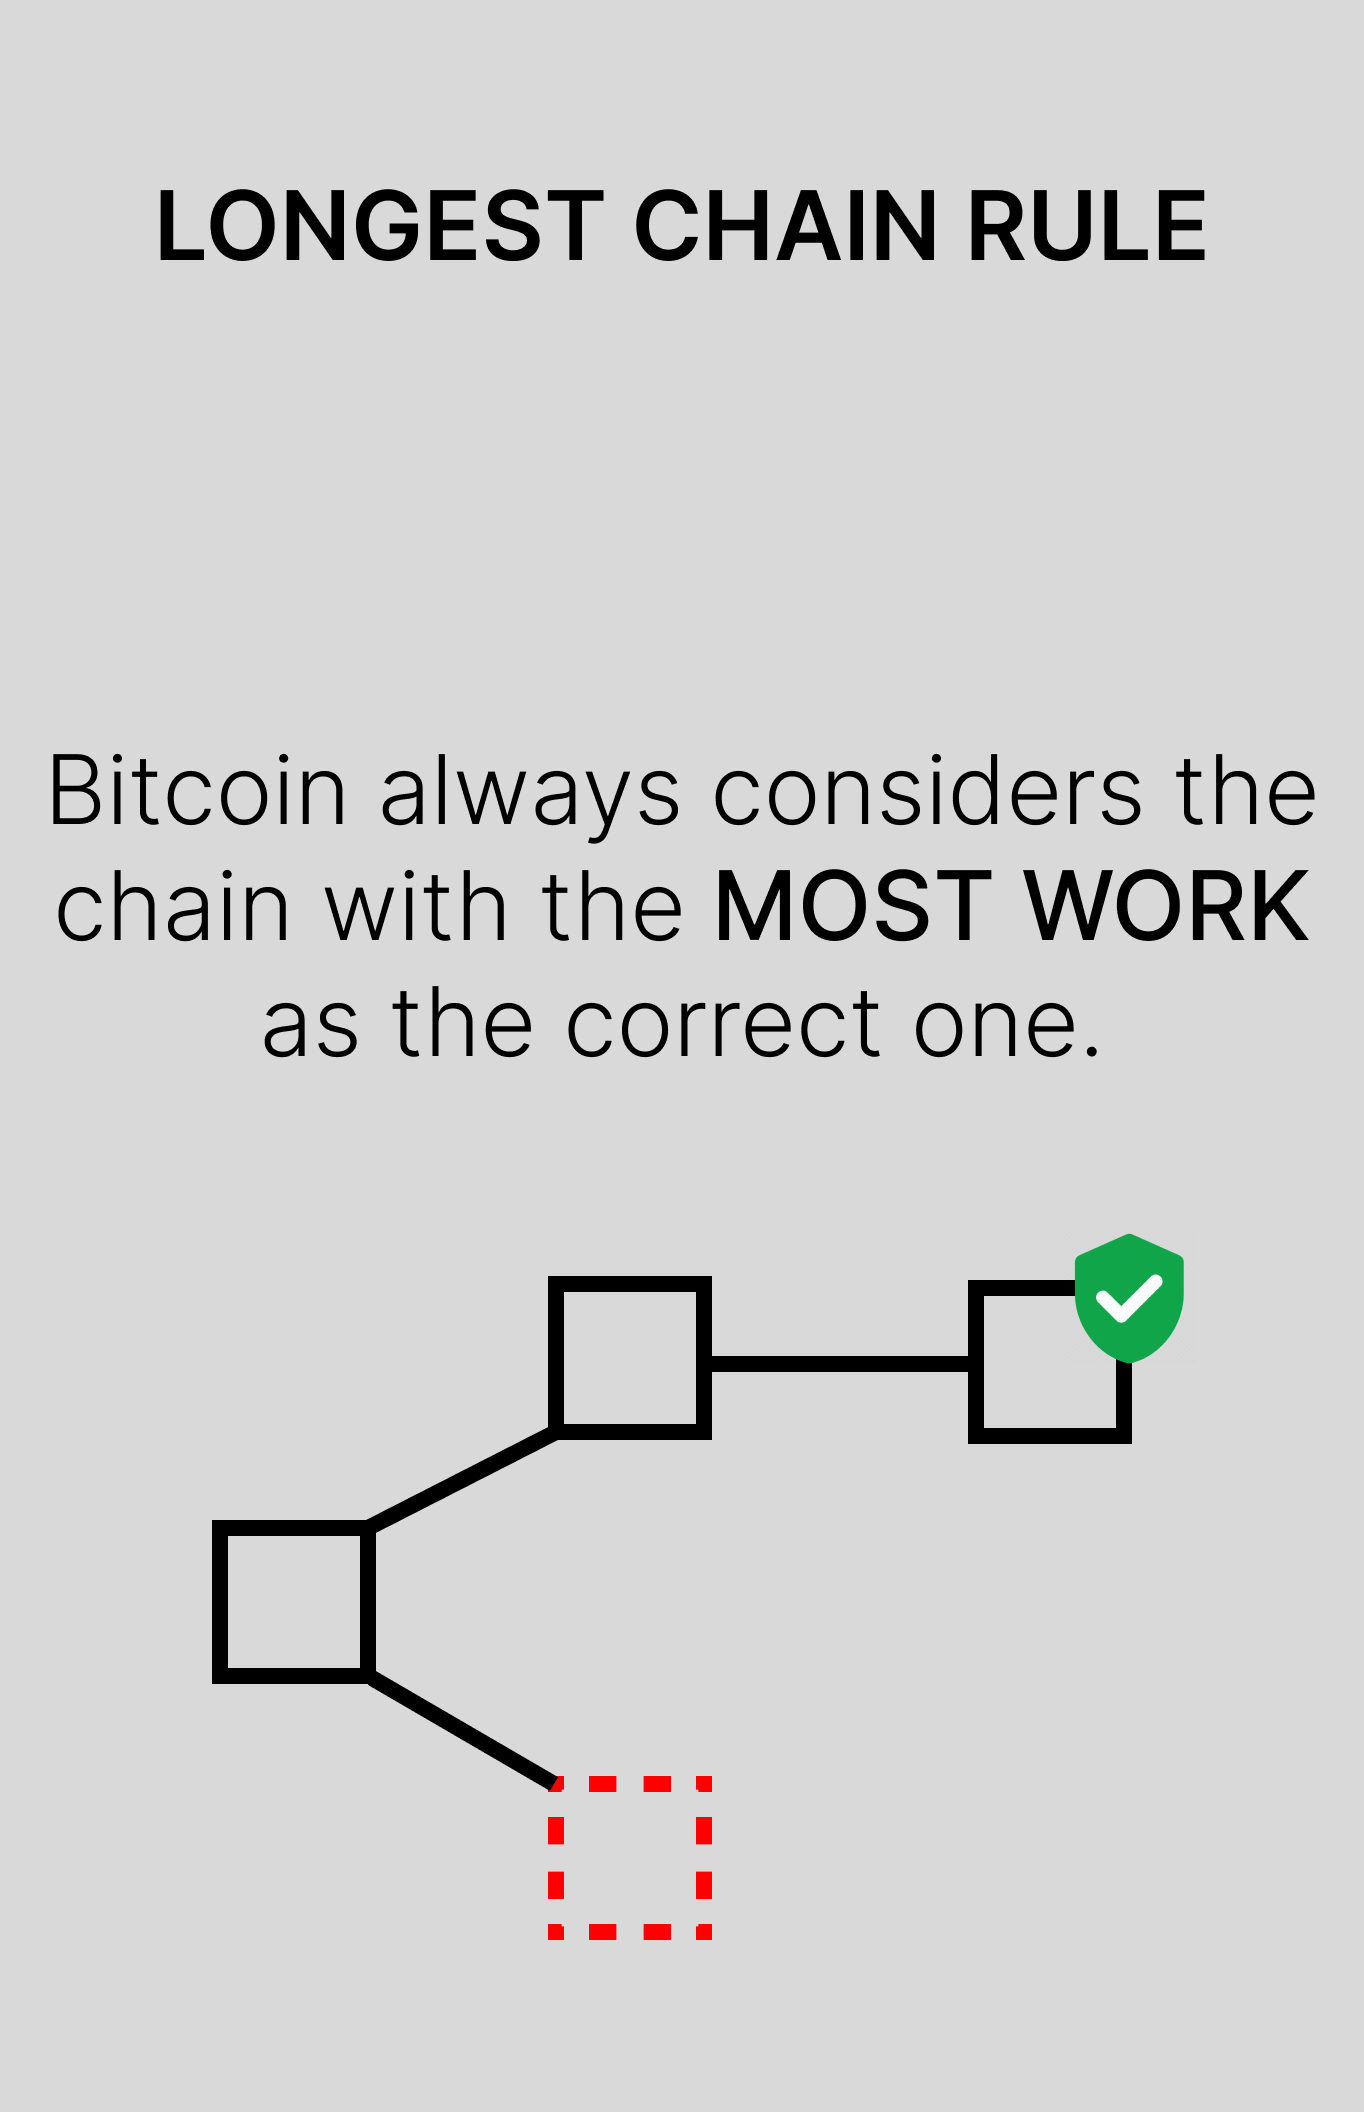 LONGEST CHAIN RULE
Bitcoin always considers the
chain with the MOST WORK
as the correct one.